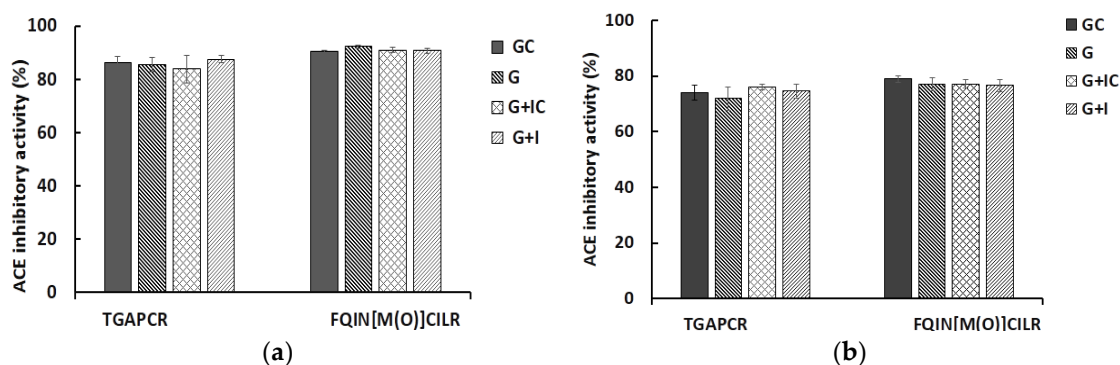 ACE inhibitory activity (%)
100
80
60
40
20
0
TGAPCR
FQIN[M(O)]CILR
GC
G
G+IC
G+I
(a)
ACE inhibitory activity (%)
100
80
60
40
20
0
TGAPCR
FQIN[M(O)]CILR
GC
G
G+IC
G+I
(b)